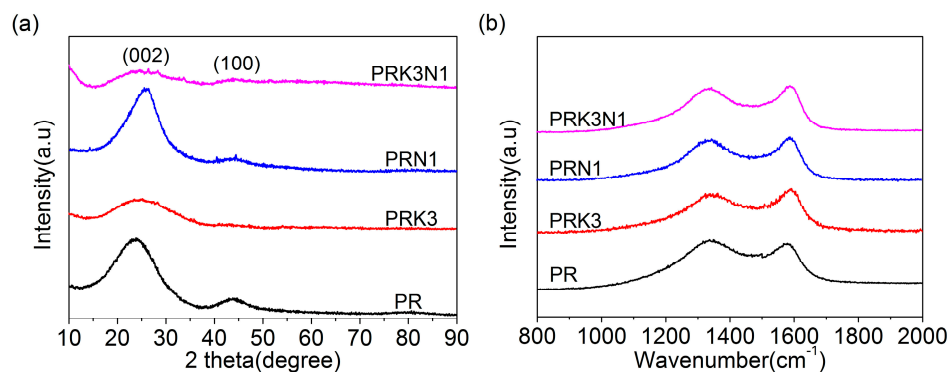 (a)
(002)
(100)
PRK3N1
PRN1
PRK3
PR
Intensity(a.u)
10 20 30 40 50 60 70 80 90
2 theta(degree)
(b)
PRK3N1
PRN1
PRK3
PR
Intensity(a.u)
800 1000 1200 1400 1600 1800 2000
Wavenumber(cm⁻¹)